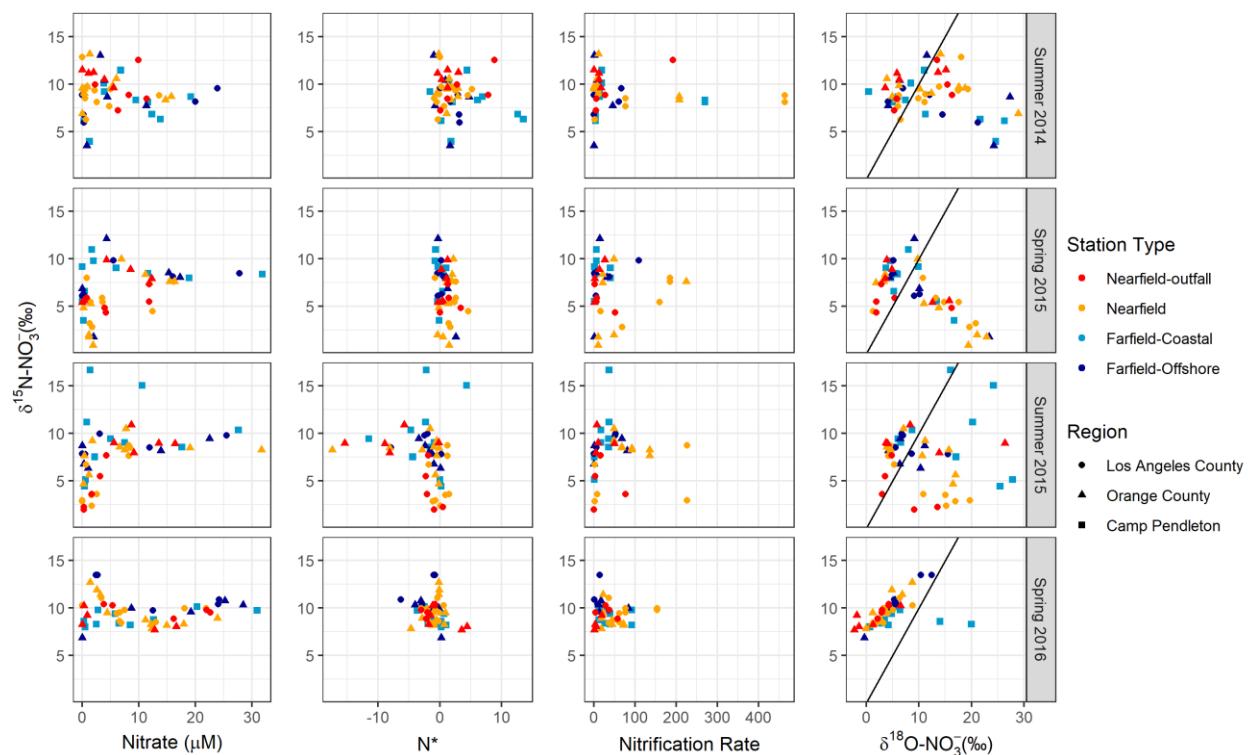 δ15N-NO3-(‰)
15
10
5
Summer 2014
15
10
5
Spring 2015
15
10
5
Summer 2015
15
10
5
Spring 2016
0 10 20 30
-10 0 10
0 100 200 300 400
0 10 20 30
Nitrate (μM)
N*
Nitrification Rate
δ18O-NO3-(‰)
Station Type
Nearfield-outfall
Nearfield
Farfield-Coastal
Farfield-Offshore
Region
Los Angeles County
Orange County
Camp Pendleton